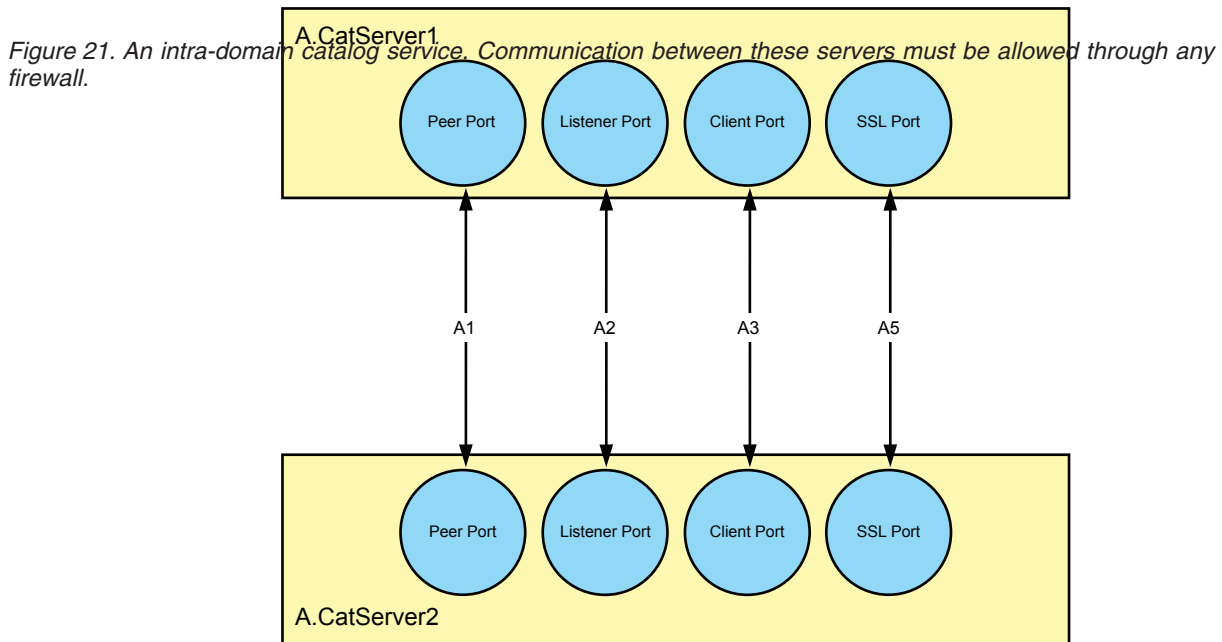 A.CatServer1
Figure 21. An intra-domain catalog service. Communication between these servers must be allowed through any
firewall.
Peer Port
Listener Port
Client Port
SSL Port
A1
A2
A3
A5
Peer Port
Listener Port
Client Port
SSL Port
A.CatServer2